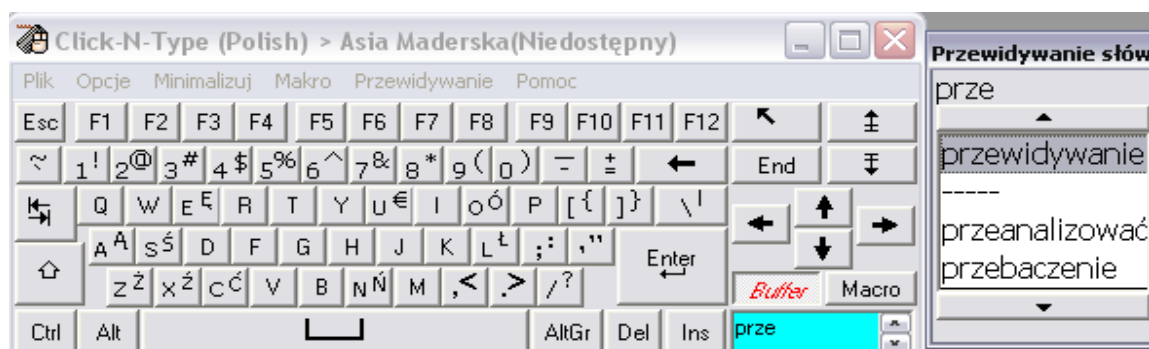 Click-N-Type (Polish) > Asia Maderska(Niedostępny)
Plik Opcje Minimalizuj Makro Przewidywanie Pomoc
Esc F1 F2 F3 F4 F5 F6 F7 F8 F9 F10 F11 F12
~ 1! 2@ 3# 4$ 5% 6^ 7& 8* 9( 0) - ± End
Q W E Ę R T Y U € I O Ó P [ { ] } \ |
A Ą S Ś D F G H J K L Ł ; : , " Enter
Z Ż X Ź C Ć V B N Ń M , < . > / ? Buffer Macro
Ctrl Alt AltGr Del Ins prze
Przewidywanie słów
prze
przewidywanie
-----
przeanalizować
przebaczenie